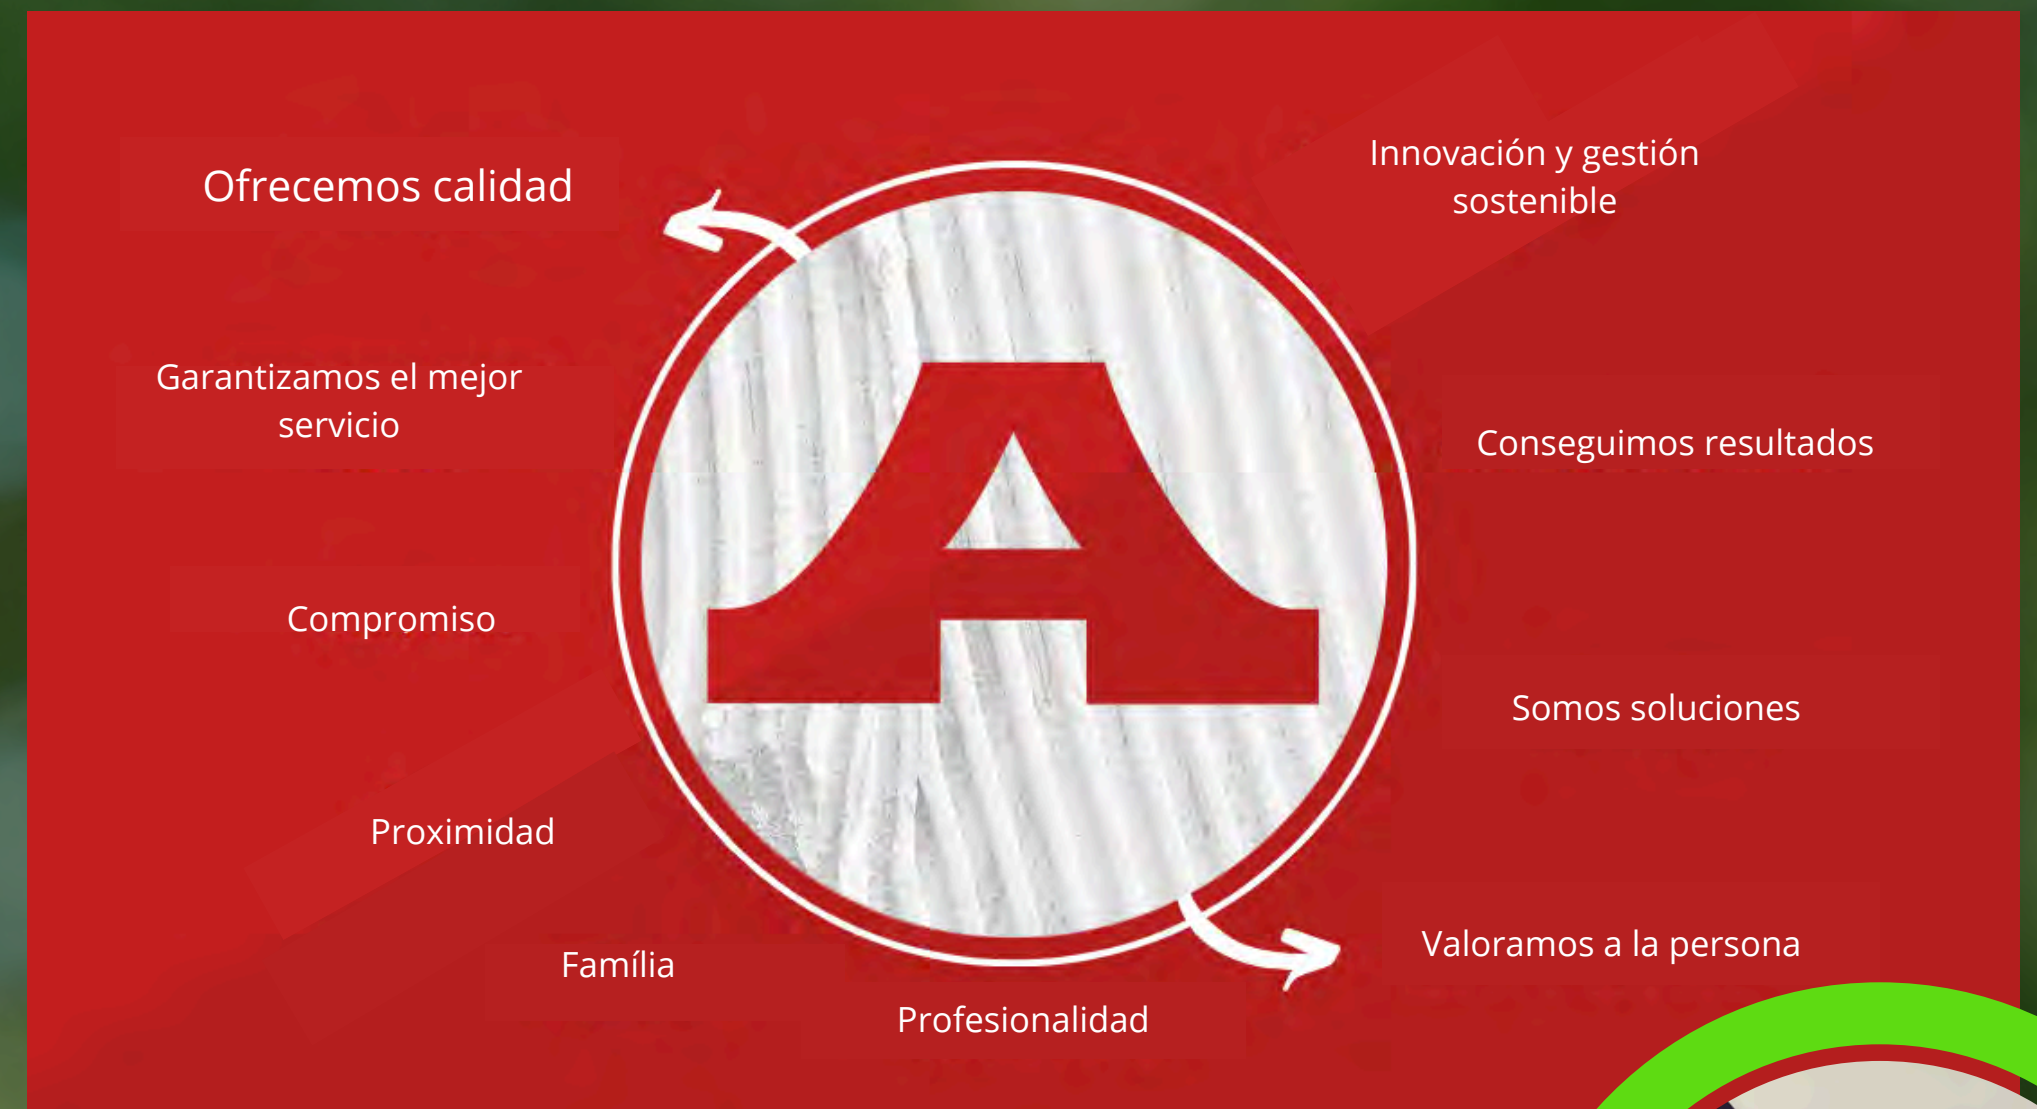 Ofrecemos calidad
Garantizamos el mejor
servicio
Compromiso
Proximidad
Família
Profesionalidad
Innovación y gestión
sostenible
Conseguimos resultados
Somos soluciones
Valoramos a la persona
A